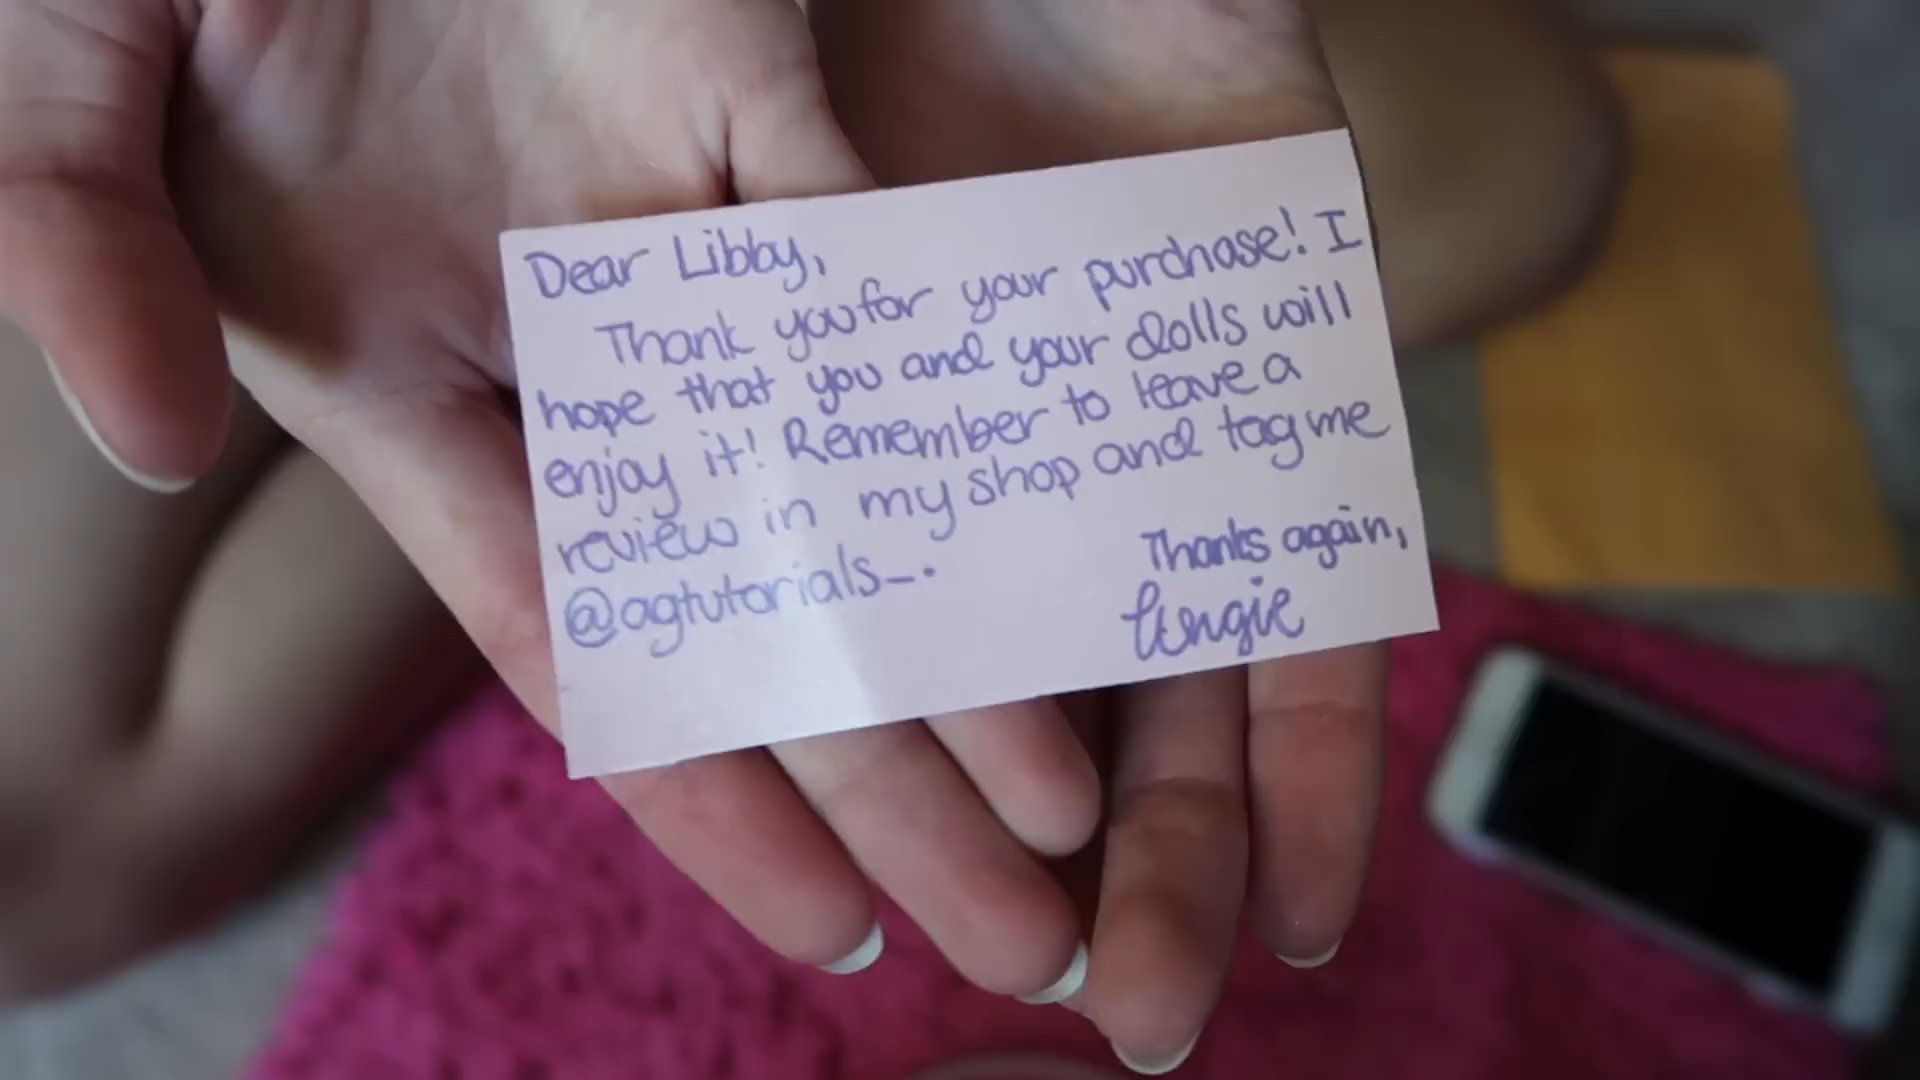 Dear Libby,
Thank you for your purchase! I
hope that you and your dolls will
enjoy it! Remember to leave a
review in my shop and tag me
@agtutorials_.
Thanks again,
Angie